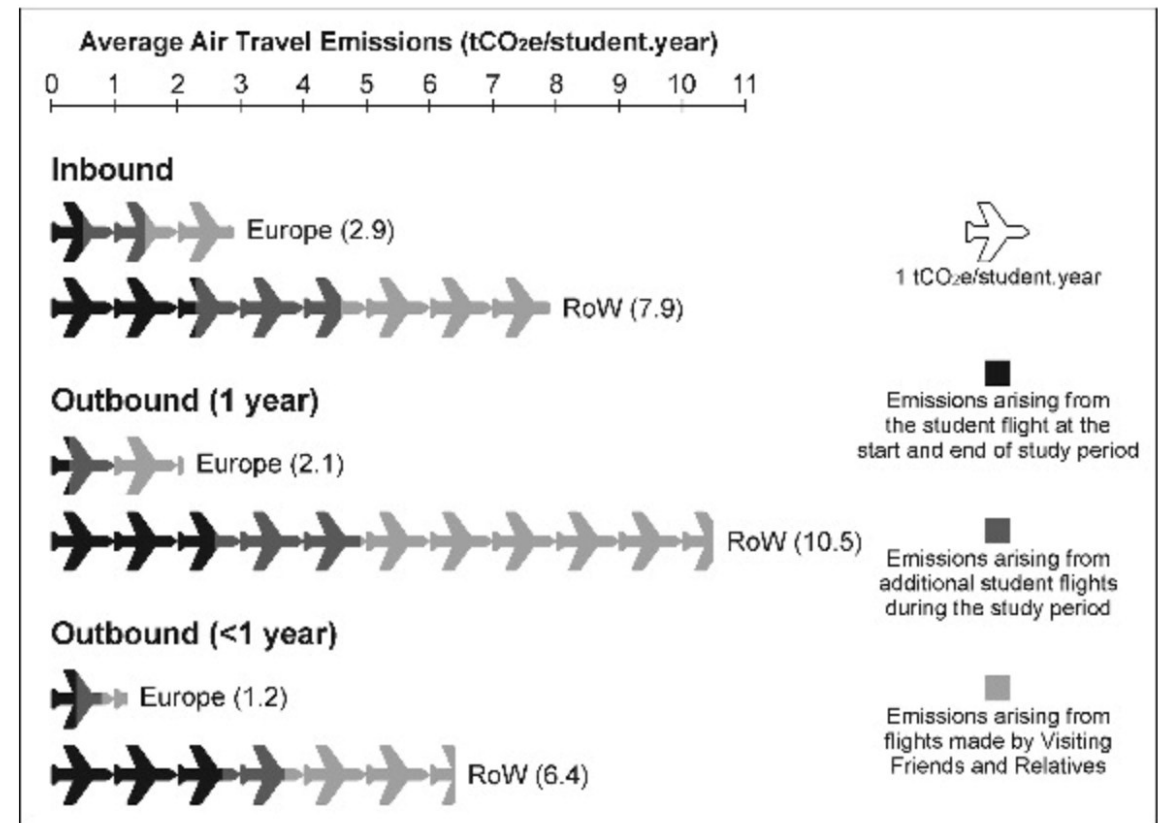 Average Air Travel Emissions (tCO₂e/student.year)
0 1 2 3 4 5 6 7 8 9 10 11
Inbound
Europe (2.9)
RoW (7.9)
Outbound (1 year)
Europe (2.1)
RoW (10.5)
Outbound (<1 year)
Europe (1.2)
RoW (6.4)
1 tCO₂e/student.year
Emissions arising from
the student flight at the
start and end of study period
Emissions arising from
additional student flights
during the study period
Emissions arising from
flights made by Visiting
Friends and Relatives